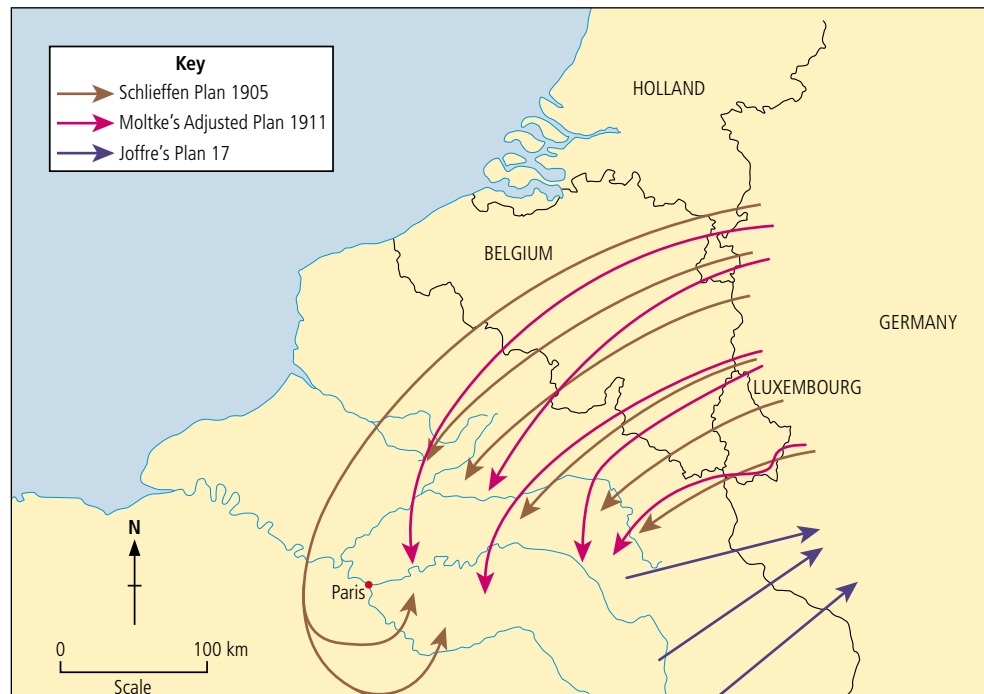 Key
Schlieffen Plan 1905
Moltke's Adjusted Plan 1911
Joffre's Plan 17
HOLLAND
BELGIUM
GERMANY
LUXEMBOURG
N
Paris
0 100 km
Scale